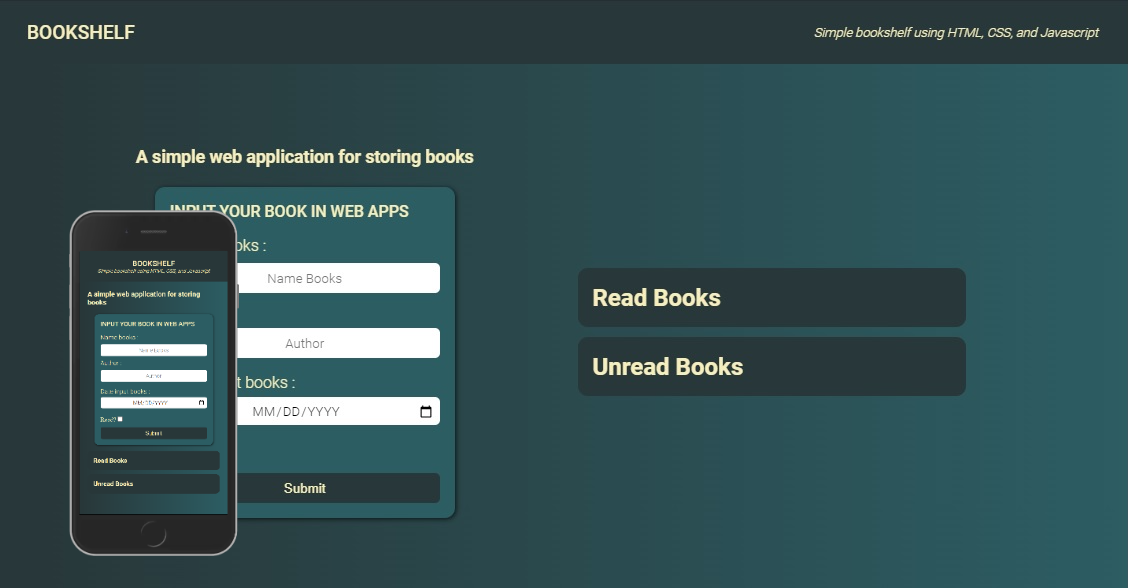 BOOKSHELF
Simple bookshelf using HTML, CSS, and Javascript
A simple web application for storing books
INPUT YOUR BOOK IN WEB APPS
oks :
Name Books
Author
t books :
MM/DD/YYYY
Submit
Read Books
Unread Books
BOOKSHELF
Simple bookshelf using HTML, CSS, and Javascript
A simple web application for storing
books
INPUT YOUR BOOK IN WEB APPS
Name books :
Name Books
Author :
Author
Date input books :
MM/DD/YYYY
Read?
Submit
Read Books
Unread Books